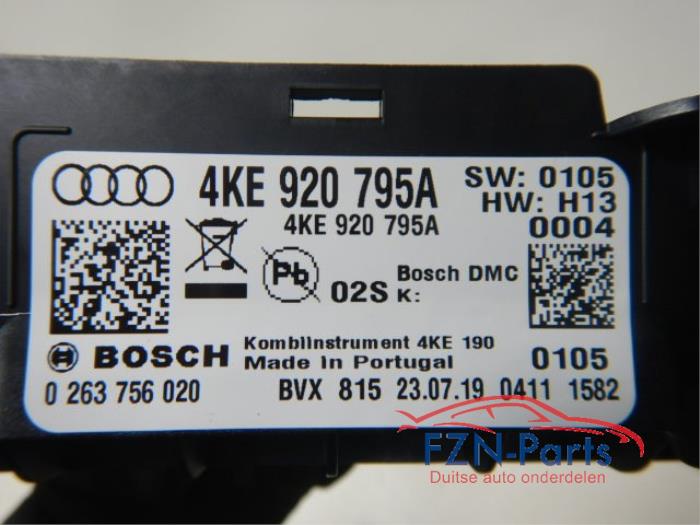 4KE 920 795A
SW: 0105
HW: H13
4KE 920 795A
0004
Pb
02S
Bosch DMC
K:
BOSCH
Kombiinstrument 4KE 190
Made In Portugal
0105
0 263 756 020
BVX 815 23.07.19 0411 1582
FZN-Parts
Duitse auto onderdelen